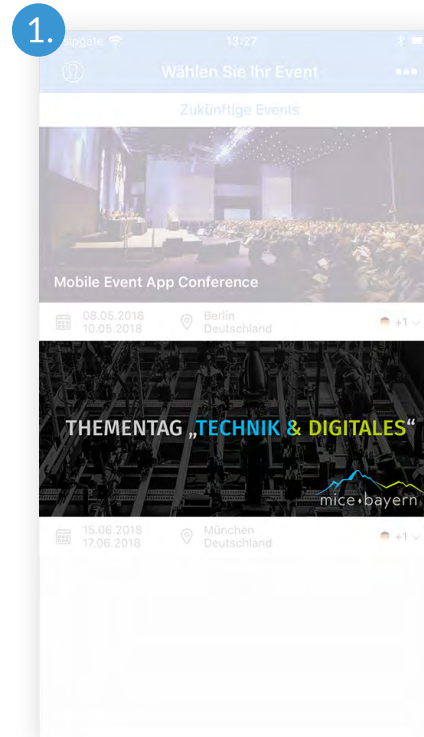 1.
appgate 13:27
Wählen Sie Ihr Event
Zukünftige Events
Mobile Event App Conference
08.05.2018
10.05.2018
Berlin
Deutschland
+1
THEMENTAG „TECHNIK & DIGITALES“
mice•bayern
15.06.2018
17.06.2018
München
Deutschland
+1